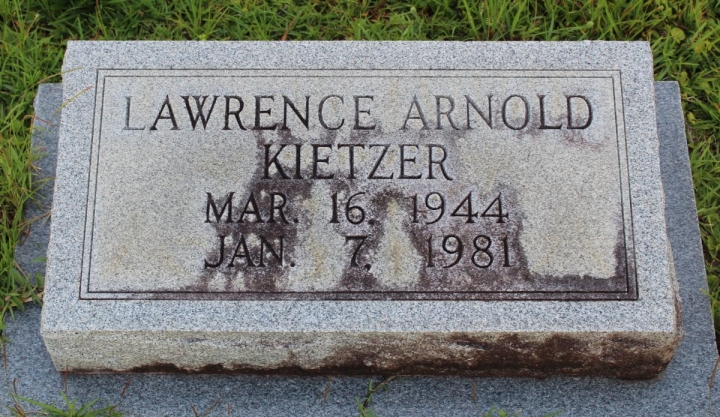 LAWRENCE ARNOLD
KIETZER
MAR. 16, 1944
JAN. 7, 1981